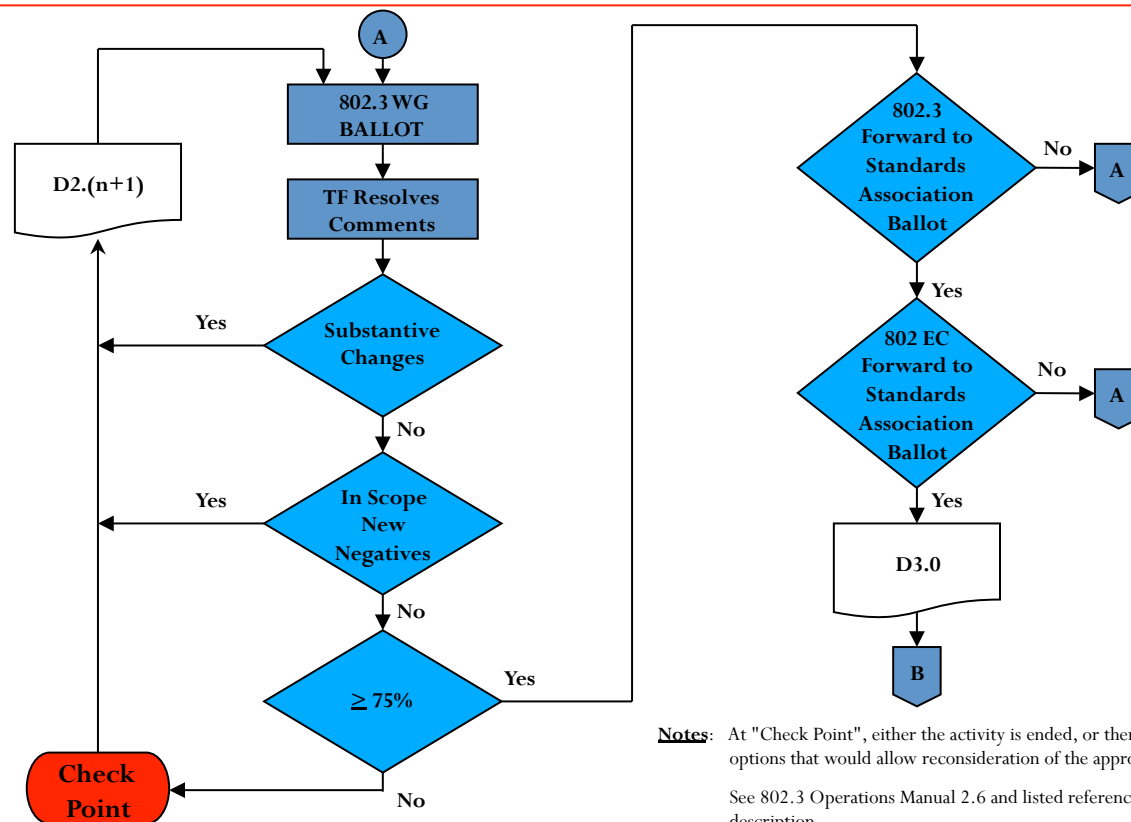 A
802.3 WG
BALLOT
D2.(n+1)
TF Resolves
Comments
Yes
Substantive
Changes
No
Yes
In Scope
New
Negatives
No
≥ 75%
Yes
No
Check
Point
802.3
Forward to
Standards
Association
Ballot
No
A
Yes
802 EC
Forward to
Standards
Association
Ballot
No
A
Yes
D3.0
B
Notes: At "Check Point", either the activity is ended, or
options that would allow reconsideration of the
See 802.3 Operations Manual 2.6 and listed
description